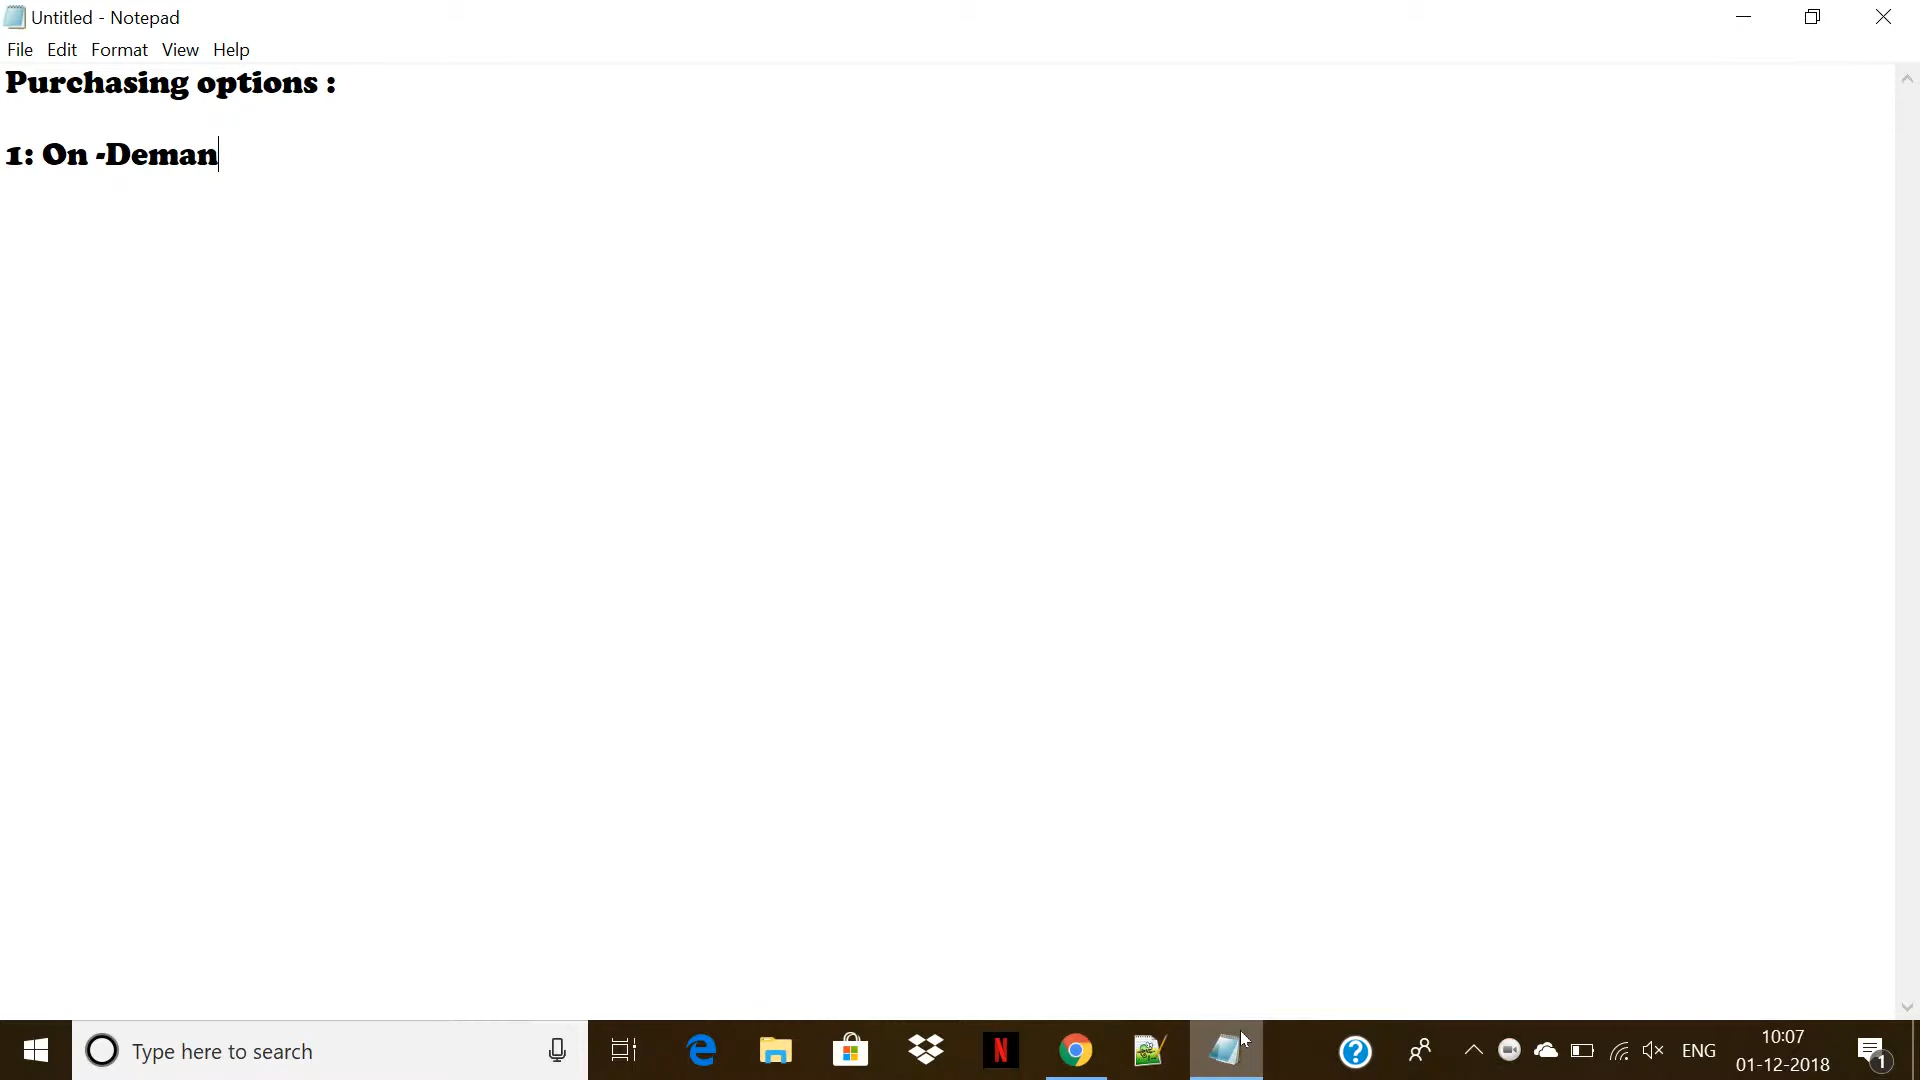 Untitled - Notepad
File Edit Format View Help
Purchasing options :
1: On -Deman
Type here to search
N
ENG
10:07
01-12-2018
1